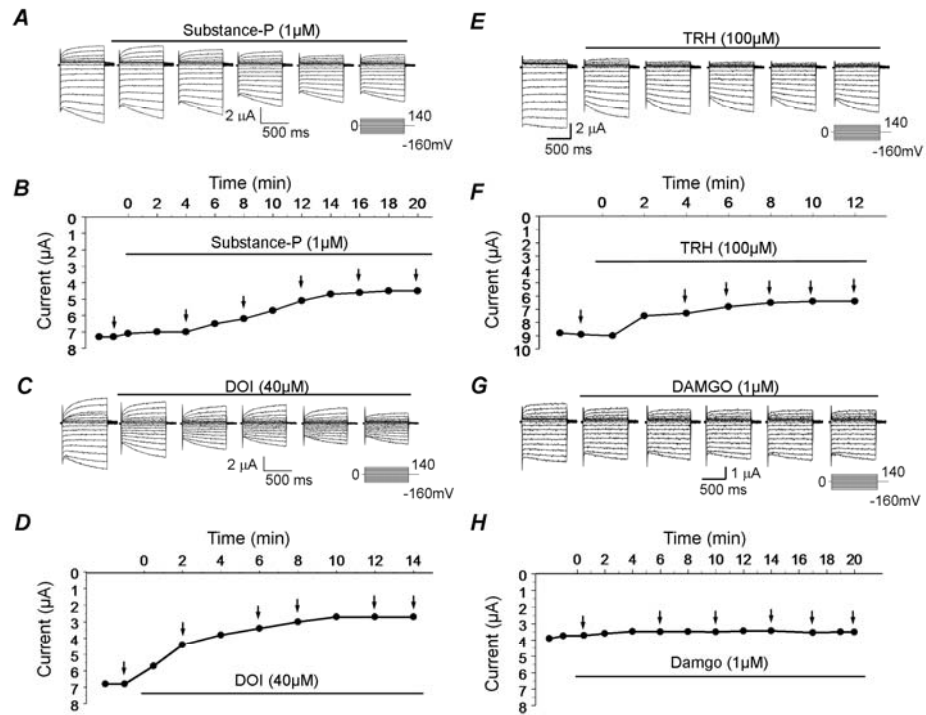 A
Substance-P (1µM)
2 µA
500 ms
0
140
-160mV
B
Time (min)
0 2 4 6 8 10 12 14 16 18 20
Substance-P (1µM)
Current (µA)
0
1
2
3
4
5
6
7
8
C
DOI (40µM)
2 µA
500 ms
0
140
-160mV
D
Time (min)
0 2 4 6 8 10 12 14
Current (µA)
0
1
2
3
4
5
6
7
8
DOI (40µM)
E
TRH (100µM)
2 µA
500 ms
0
140
-160mV
F
Time (min)
0 2 4 6 8 10 12
TRH (100µM)
Current (µA)
0
1
2
3
4
5
6
7
8
9
10
G
DAMGO (1µM)
1 µA
500 ms
0
140
-160mV
H
Time (min)
0 2 4 6 8 10 12 14 16 18 20
Current (µA)
0
1
2
3
4
5
6
7
8
Damgo (1µM)